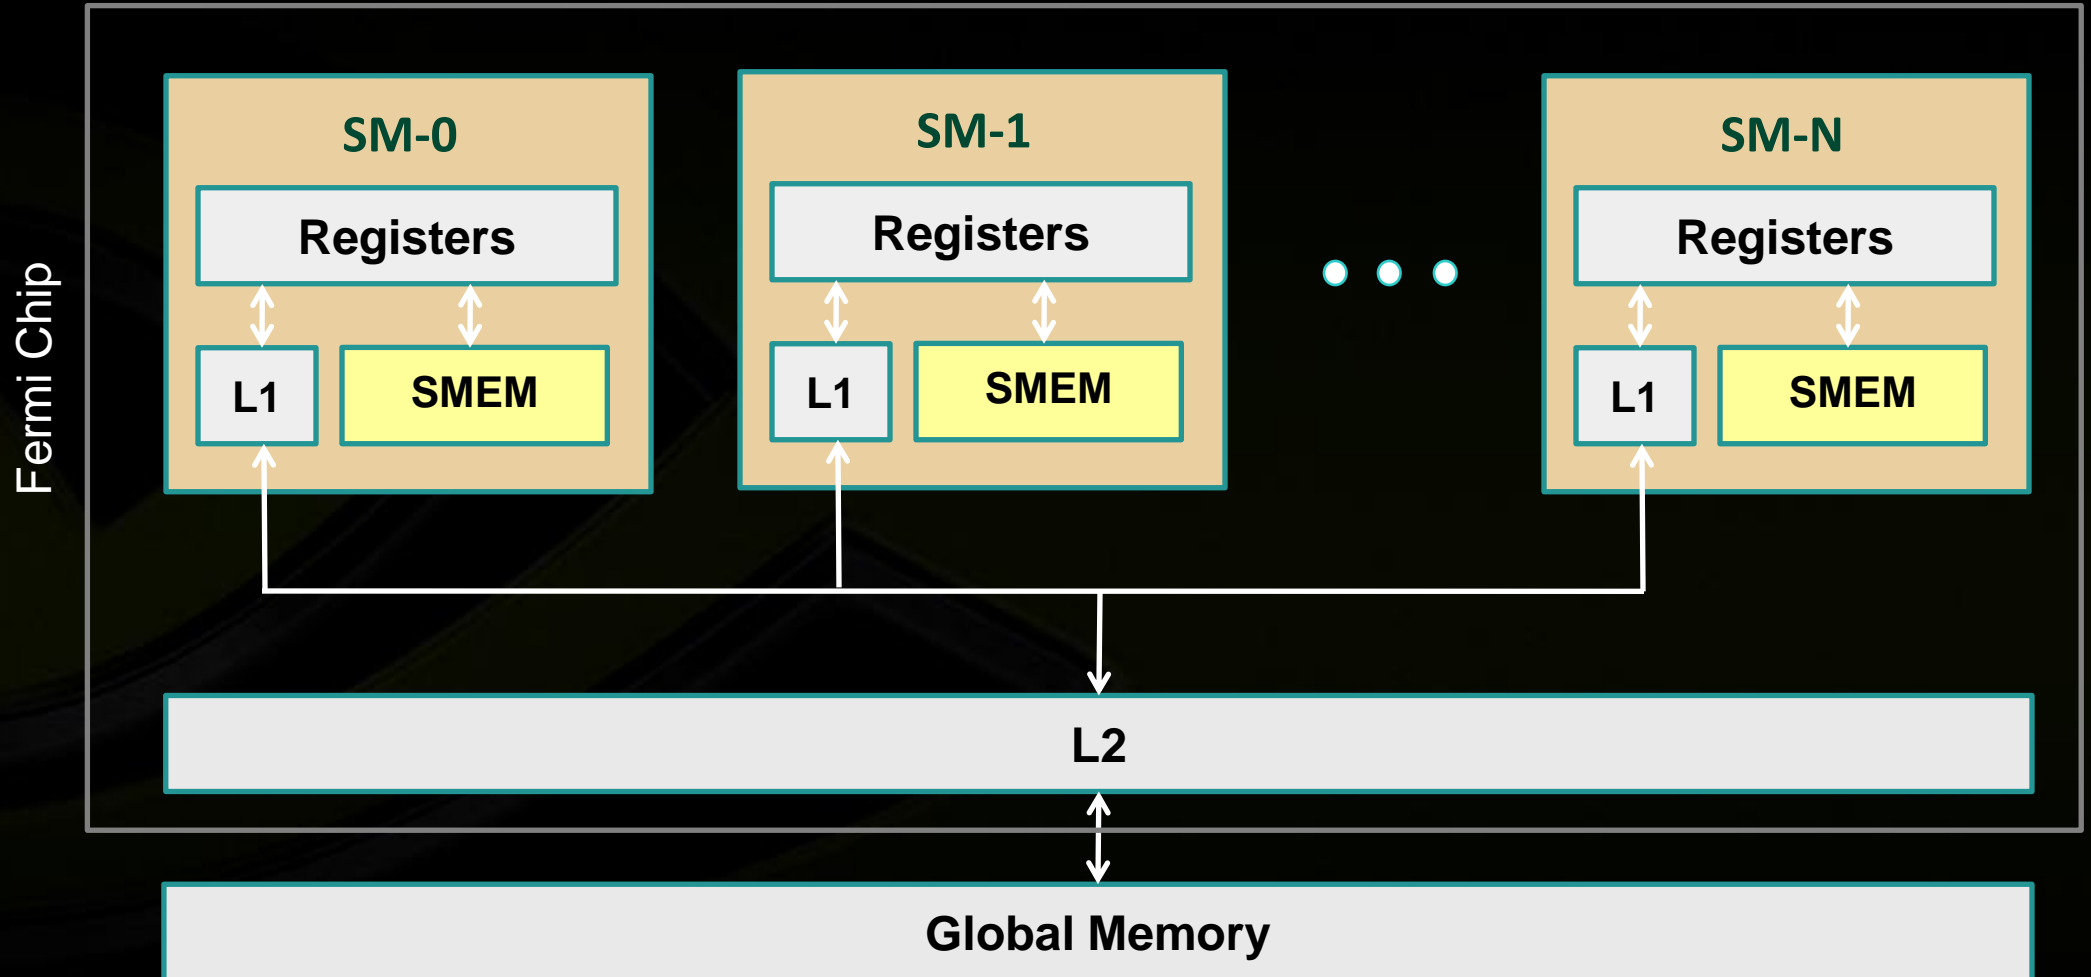 Fermi Chip
SM-0
Registers
L1
SMEM
SM-1
Registers
L1
SMEM
SM-N
Registers
L1
SMEM
L2
Global Memory